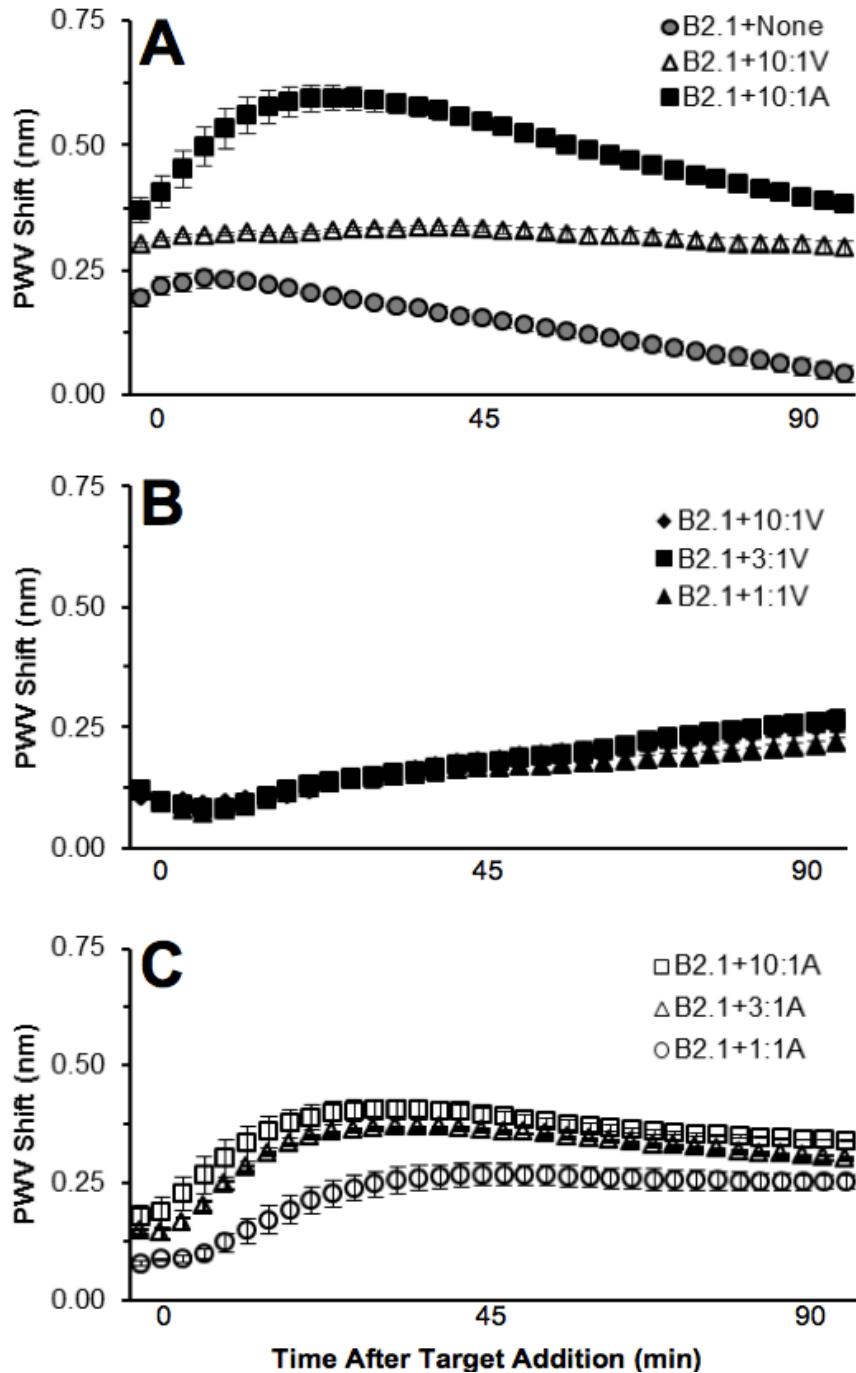 A
B2.1+None
B2.1+10:1V
B2.1+10:1A
PWV Shift (nm)
0.75
0.50
0.25
0.00
0 45 90
B
B2.1+10:1V
B2.1+3:1V
B2.1+1:1V
PWV Shift (nm)
0.75
0.50
0.25
0.00
0 45 90
C
B2.1+10:1A
B2.1+3:1A
B2.1+1:1A
PWV Shift (nm)
0.75
0.50
0.25
0.00
0 45 90
Time After Target Addition (min)